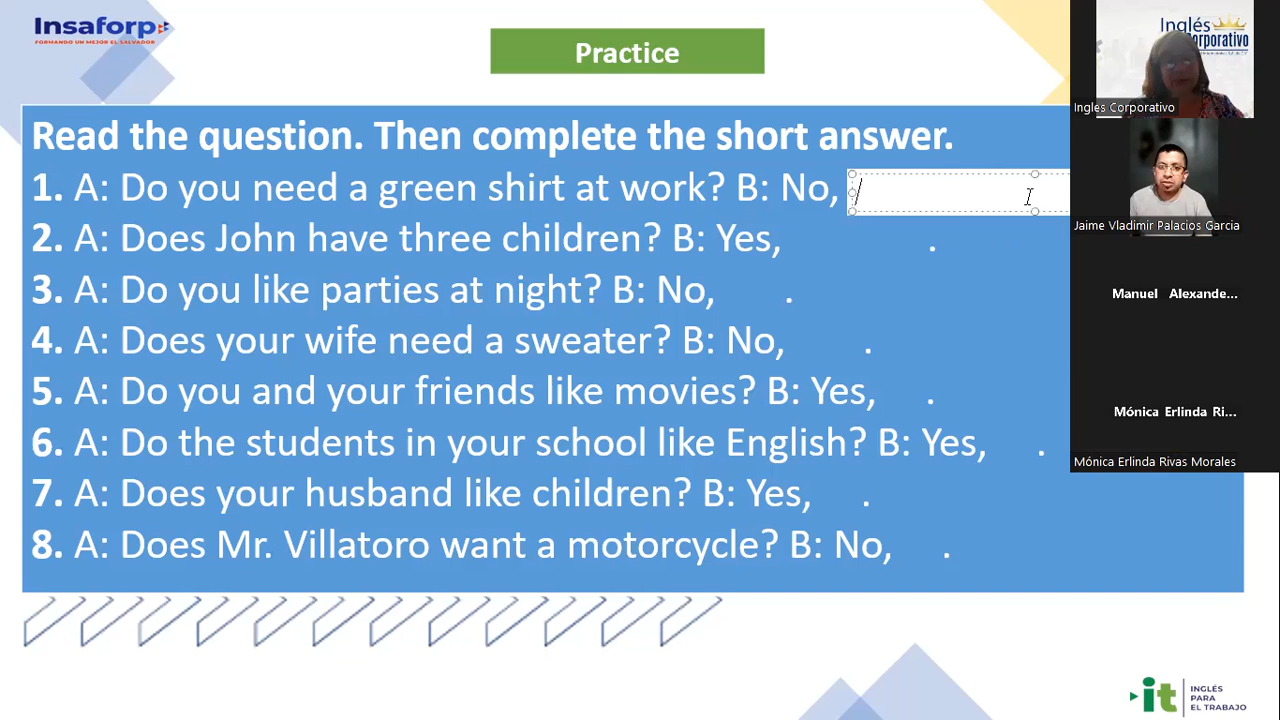 Insaforp
FORMANDO UN MEJOR EL SALVADOR
Practice
Read the question. Then complete the short answer.
1. A: Do you need a green shirt at work? B: No,
2. A: Does John have three children? B: Yes, .
3. A: Do you like parties at night? B: No, .
4. A: Does your wife need a sweater? B: No, .
5. A: Do you and your friends like movies? B: Yes, .
6. A: Do the students in your school like English? B: Yes, .
7. A: Does your husband like children? B: Yes, .
8. A: Does Mr. Villatoro want a motorcycle? B: No, .
Inglés
orporativo
Ingles Corporativo
Jaime Vladimir Palacios Garcia
Manuel Alexande...
Mónica Erlinda Ri...
Mónica Erlinda Rivas Morales
it
INGLÉS
PARA
EL TRABAJO